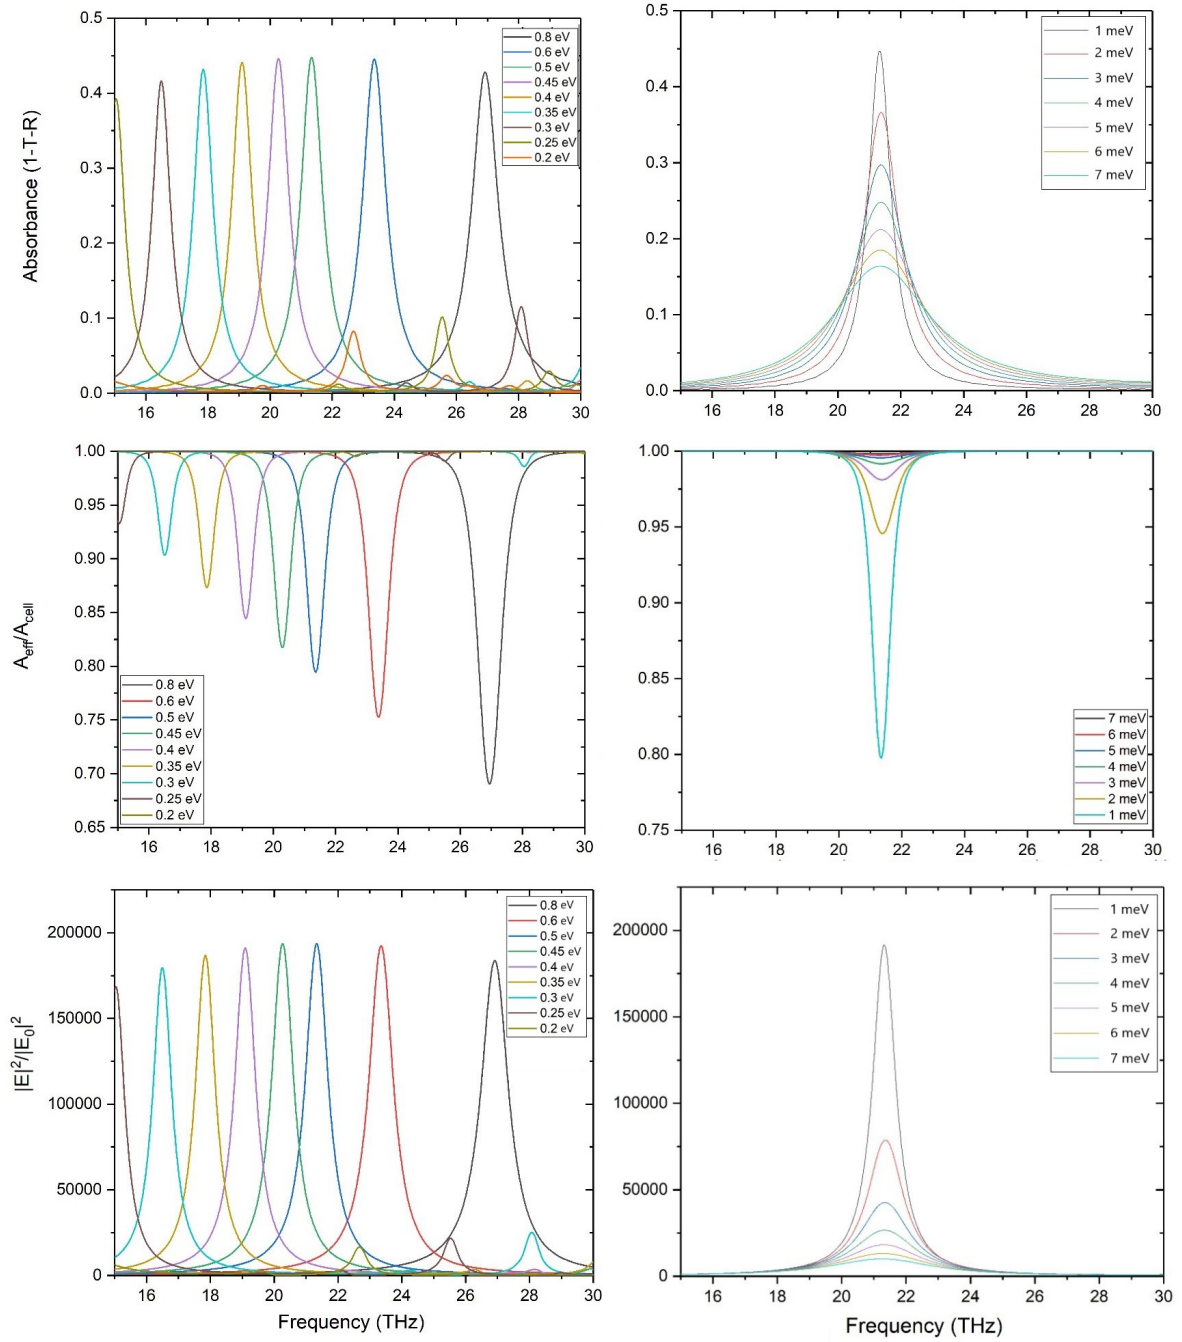 0.5
0.4
0.3
0.2
0.1
0.0
Absorbance (1-T-R)
16 18 20 22 24 26 28 30
0.8 eV
0.6 eV
0.5 eV
0.45 eV
0.4 eV
0.35 eV
0.3 eV
0.25 eV
0.2 eV
0.5
0.4
0.3
0.2
0.1
0.0
16 18 20 22 24 26 28 30
1 meV
2 meV
3 meV
4 meV
5 meV
6 meV
7 meV
1.00
0.95
0.90
0.85
0.80
0.75
0.70
0.65
Aeff/Acell
16 18 20 22 24 26 28 30
0.8 eV
0.6 eV
0.5 eV
0.45 eV
0.4 eV
0.35 eV
0.3 eV
0.25 eV
0.2 eV
1.00
0.95
0.90
0.85
0.80
0.75
16 18 20 22 24 26 28 30
7 meV
6 meV
5 meV
4 meV
3 meV
2 meV
1 meV
200000
150000
100000
50000
0
|E|²/|E₀|²
16 18 20 22 24 26 28 30
Frequency (THz)
0.8 eV
0.6 eV
0.5 eV
0.45 eV
0.4 eV
0.35 eV
0.3 eV
0.25 eV
0.2 eV
200000
150000
100000
50000
0
16 18 20 22 24 26 28 30
Frequency (THz)
1 meV
2 meV
3 meV
4 meV
5 meV
6 meV
7 meV